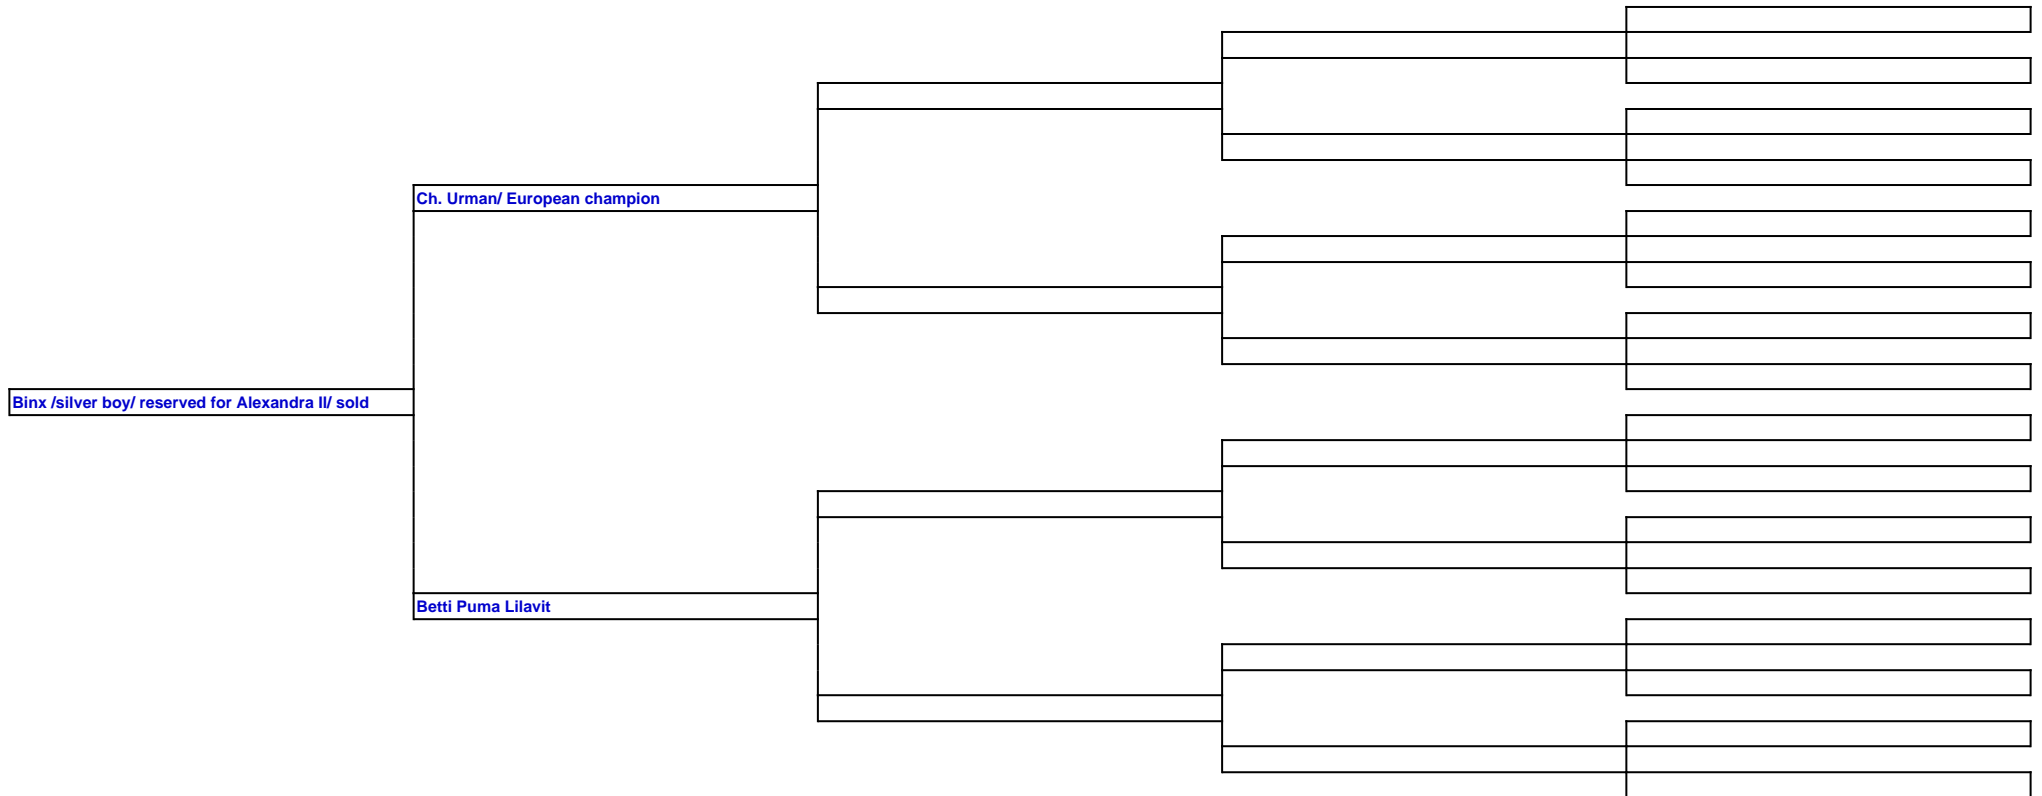 Ch. Urman/ European champion
Binx /silver boy/ reserved for Alexandra II/ sold
Betti Puma Lilavit